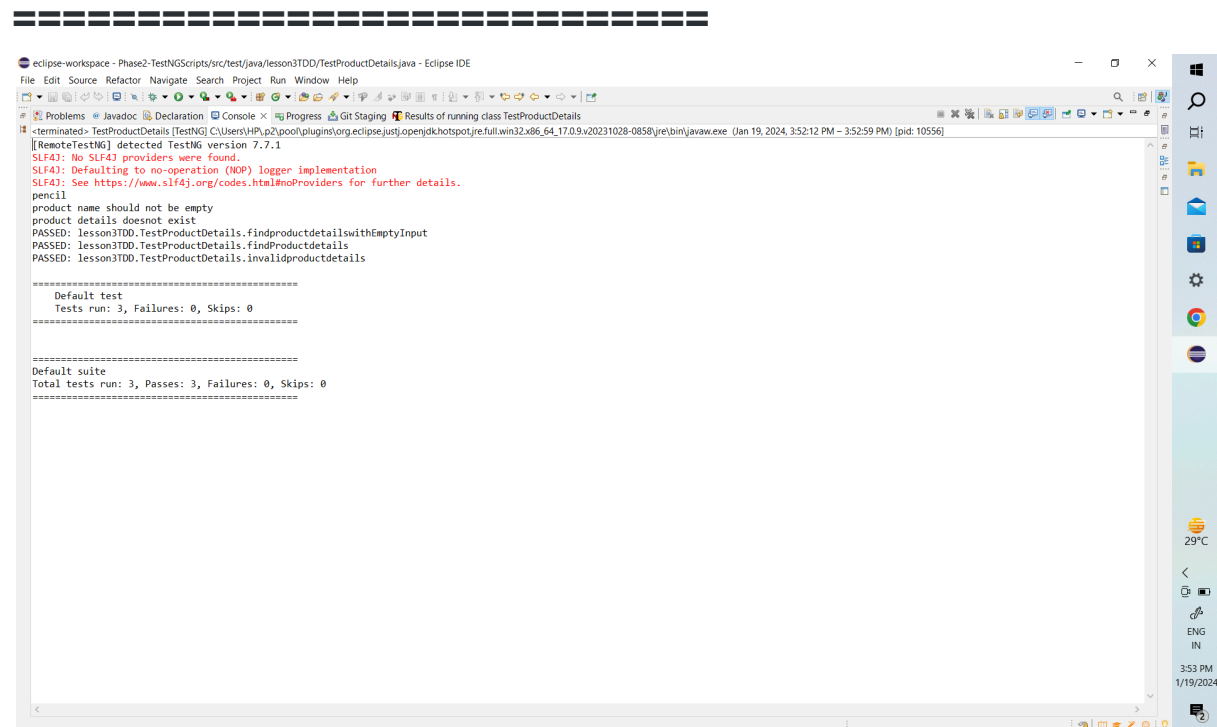 ============================
eclipse-workspace - Phase2-TestNGScripts/src/test/java/lesson3TDD/TestProductDetails.java - Eclipse IDE
File Edit Source Refactor Navigate Search Project Run Window Help
Problems Javadoc Declaration Console Progress Git Staging Results of running class TestProductDetails
<terminated> TestProductDetails [TestNG] C:\Users\HP\.p2\pool\plugins\org.eclipse.justj.openjdk.hotspot.jre.full.win32.x86_64_17.0.9.v20231028-0858\jre\bin\javaw.exe (Jan 19, 2024, 3:52:12 PM – 3:52:59 PM) [pid: 10556]
[RemoteTestNG] detected TestNG version 7.7.1
SLF4J: No SLF4J providers were found.
SLF4J: Defaulting to no-operation (NOP) logger implementation
SLF4J: See https://www.slf4j.org/codes.html#noProviders for further details.
pencil
product name should not be empty
product details doesnot exist
PASSED: lesson3TDD.TestProductDetails.findproductdetailswithEmptyInput
PASSED: lesson3TDD.TestProductDetails.findProductdetails
PASSED: lesson3TDD.TestProductDetails.invalidproductdetails
===============================================
Default test
Tests run: 3, Failures: 0, Skips: 0
===============================================
===============================================
Default suite
Total tests run: 3, Passes: 3, Failures: 0, Skips: 0
===============================================
29°C
ENG
IN
3:53 PM
1/19/2024
2